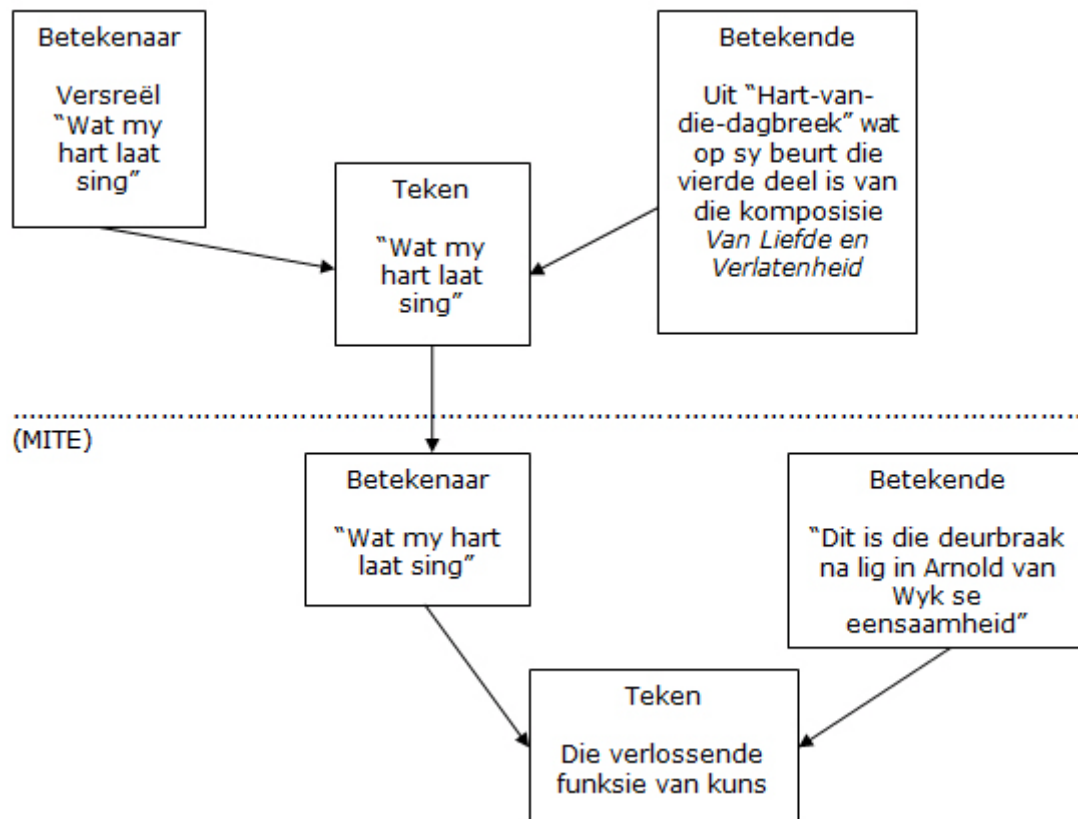 Betekenaar
Versreël
“Wat my
hart laat
sing”
Betekende
Uit “Hart-van-
die-dagbreek” wat
op sy beurt die
vierde deel is van
die komposisie
Van Liefde en
Verlatenheid
Teken
“Wat my
hart laat
sing”
(MITE)
Betekenaar
“Wat my hart
laat sing”
Betekende
“Dit is die deurbraak
na lig in Arnold van
Wyk se
eensaamheid”
Teken
Die verlossende
funksie van kuns